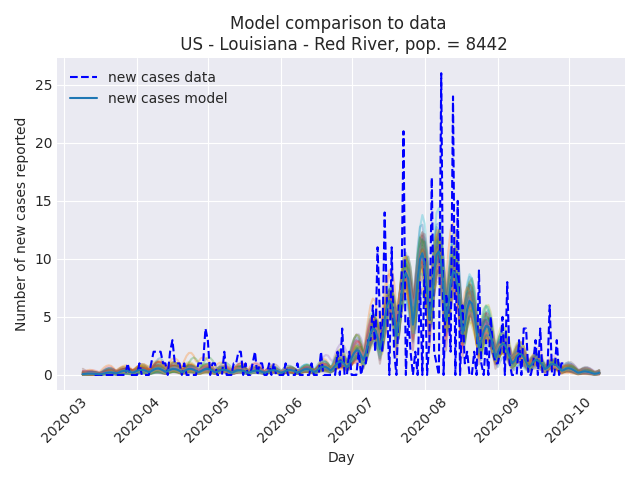 Model comparison to data
US - Louisiana - Red River, pop. = 8442
new cases data
new cases model
Number of new cases reported
25
20
15
10
5
0
2020-03
2020-04
2020-05
2020-06
2020-07
2020-08
2020-09
2020-10
Day